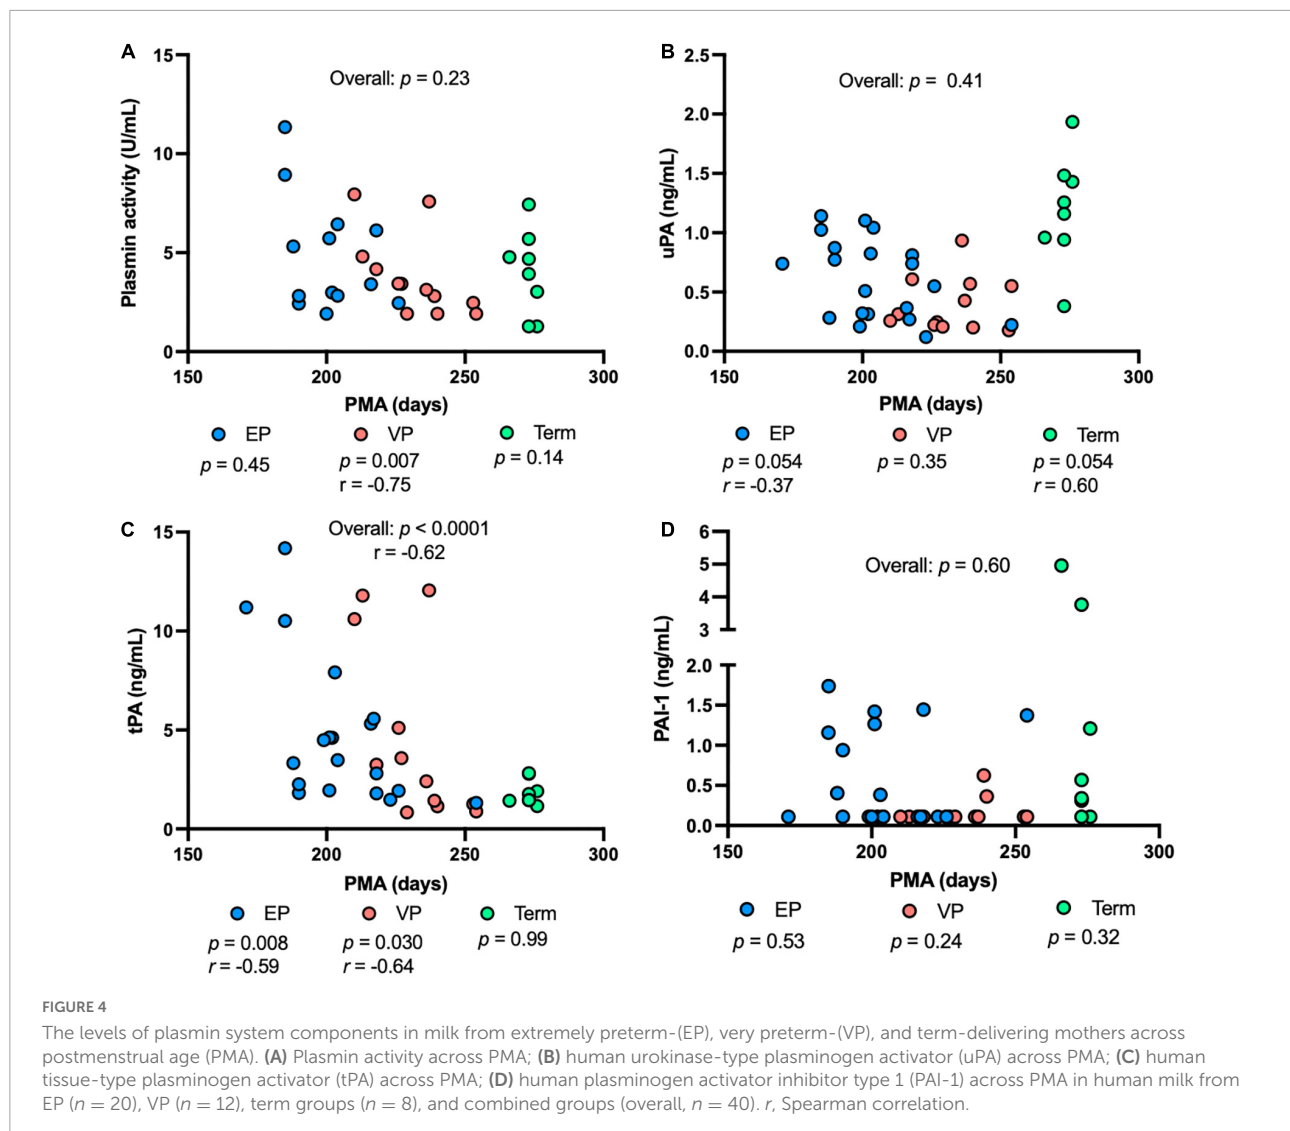 A
Overall: p = 0.23
Plasmin activity (U/mL)
15
10
5
0
150
200
250
300
PMA (days)
EP
VP
Term
p = 0.45
p = 0.007
p = 0.14
r = -0.75
B
Overall: p = 0.41
uPA (ng/mL)
2.5
2.0
1.5
1.0
0.5
0.0
150
200
250
300
PMA (days)
EP
VP
Term
p = 0.054
p = 0.35
p = 0.054
r = -0.37
r = 0.60
C
Overall: p < 0.0001
r = -0.62
tPA (ng/mL)
15
10
5
0
150
200
250
300
PMA (days)
EP
VP
Term
p = 0.008
p = 0.030
p = 0.99
r = -0.59
r = -0.64
D
Overall: p = 0.60
PAI-1 (ng/mL)
6
5
4
3
2.0
1.5
1.0
0.5
0.0
150
200
250
300
PMA (days)
EP
VP
Term
p = 0.53
p = 0.24
p = 0.32
FIGURE 4
The levels of plasmin system components in milk from extremely preterm-(EP), very preterm-(VP), and term-delivering mothers across
postmenstrual age (PMA). (A) Plasmin activity across PMA; (B) human urokinase-type plasminogen activator (uPA) across PMA; (C) human
tissue-type plasminogen activator (tPA) across PMA; (D) human plasminogen activator inhibitor type 1 (PAI-1) across PMA in human milk from
EP (n = 20), VP (n = 12), term groups (n = 8), and combined groups (overall, n = 40). r, Spearman correlation.